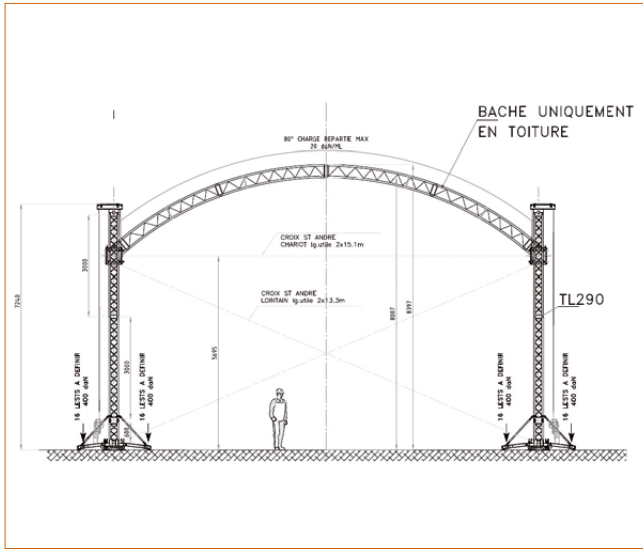 BACHE UNIQUEMENT
EN TOITURE
80° CHARGE REPARTIE MAX
20 daN/ML
CROIX ST ANDRE
CHARIOT lg.utile 2x15.1m
CROIX ST ANDRE
LOINTAIN lg.utile 2x13.3m
TL290
7240
3000
3000
5695
8007
8397
16 LESTS A DEFINIR
400 daN
16 LESTS A DEFINIR
400 daN
16 LESTS A DEFINIR
400 daN
16 LESTS A DEFINIR
400 daN